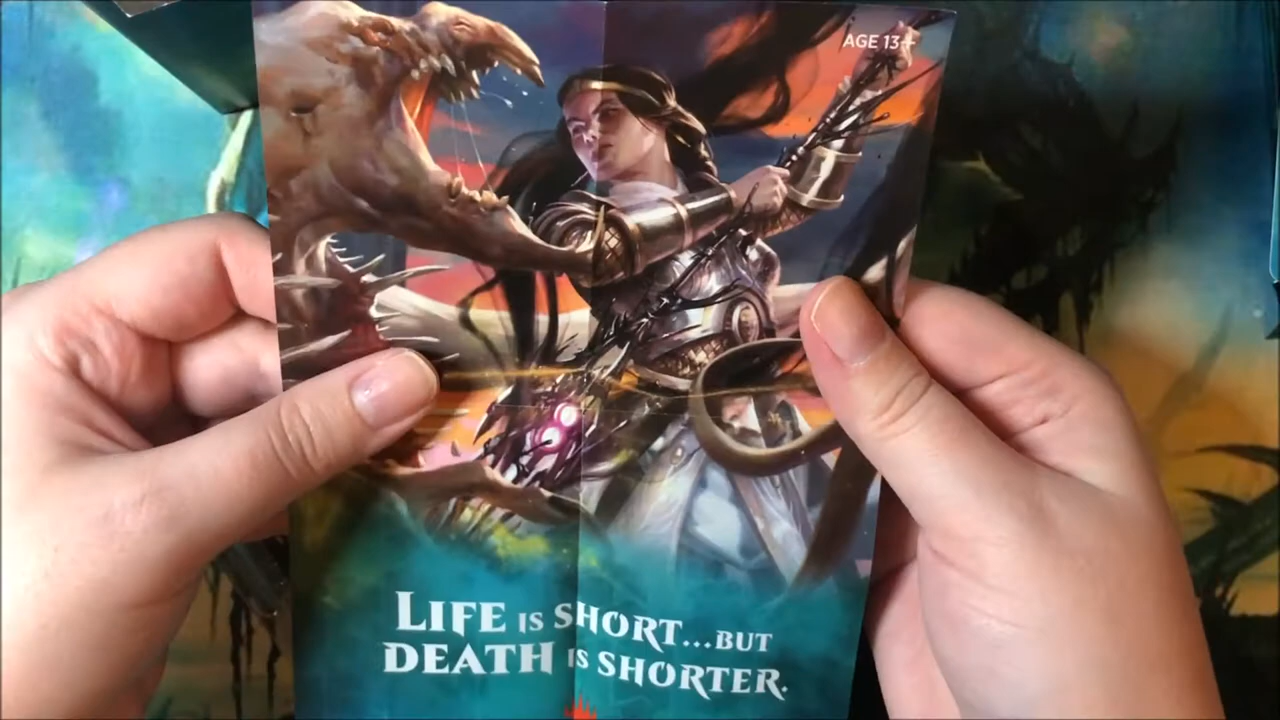 AGE 13+
LIFE IS SHORT...BUT
DEATH IS SHORTER.